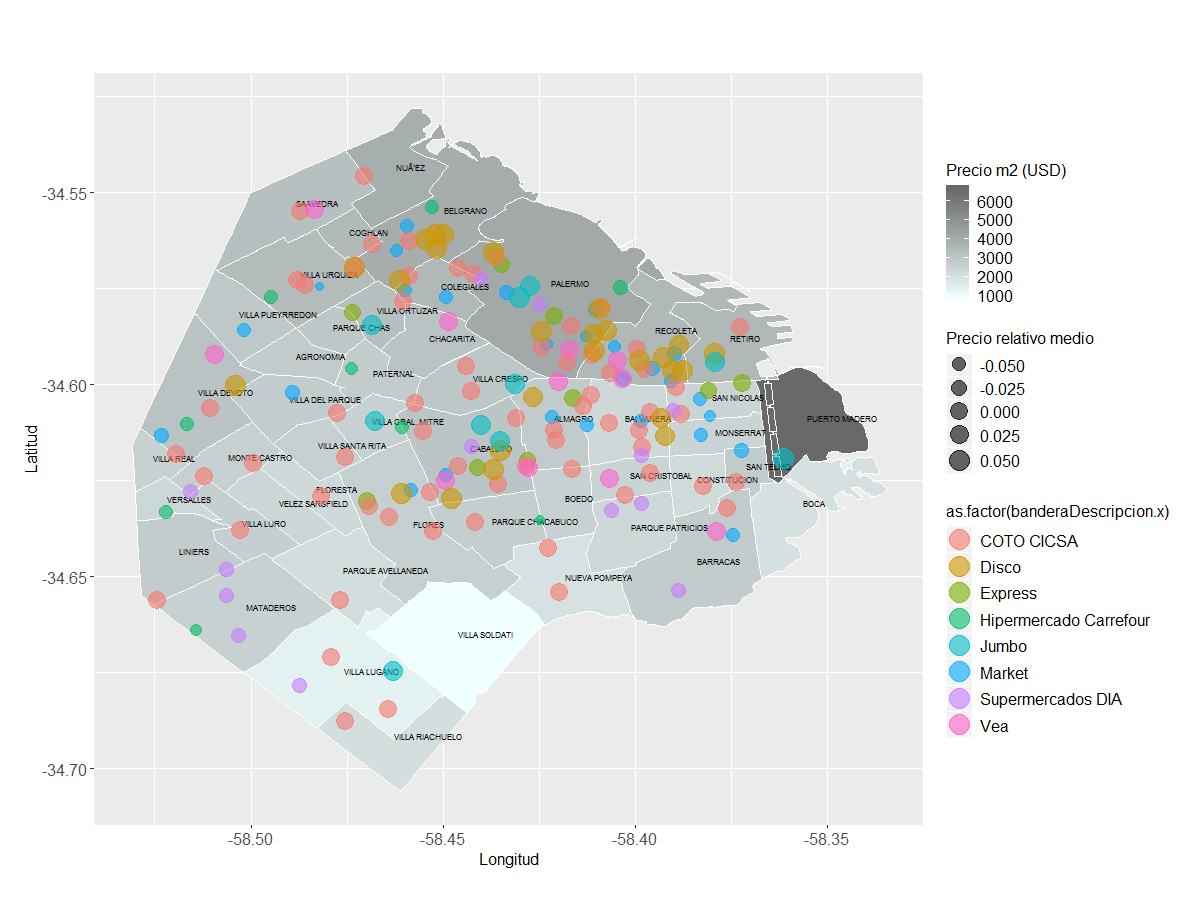 -34.55
-34.60
-34.65
-34.70
Latitud
-58.50
-58.45
-58.40
-58.35
Longitud
NUÃ'EZ
SAAVEDRA
BELGRANO
COGHLAN
VILLA URQUIZA
COLEGIALES
PALERMO
VILLA PUEYRREDON
VILLA ORTUZAR
PARQUE CHAS
CHACARITA
RECOLETA
RETIRO
AGRONOMIA
PATERNAL
VILLA CRESPO
VILLA DEVOTO
VILLA DEL PARQUE
SAN NICOLAS
VILLA GRAL. MITRE
ALMAGRO
BALVANERA
PUERTO MADERO
MONSERRAT
VILLA SANTA RITA
CABALLITO
VILLA REAL
MONTE CASTRO
SAN TELMO
SAN CRISTOBAL
CONSTITUCION
FLORESTA
VERSALLES
VELEZ SARSFIELD
BOEDO
BOCA
VILLA LURO
FLORES
PARQUE CHACABUCO
PARQUE PATRICIOS
LINIERS
BARRACAS
PARQUE AVELLANEDA
NUEVA POMPEYA
MATADEROS
VILLA SOLDATI
VILLA LUGANO
VILLA RIACHUELO
Precio m2 (USD)
6000
5000
4000
3000
2000
1000
Precio relativo medio
-0.050
-0.025
0.000
0.025
0.050
as.factor(banderaDescripcion.x)
COTO CICSA
Disco
Express
Hipermercado Carrefour
Jumbo
Market
Supermercados DIA
Vea